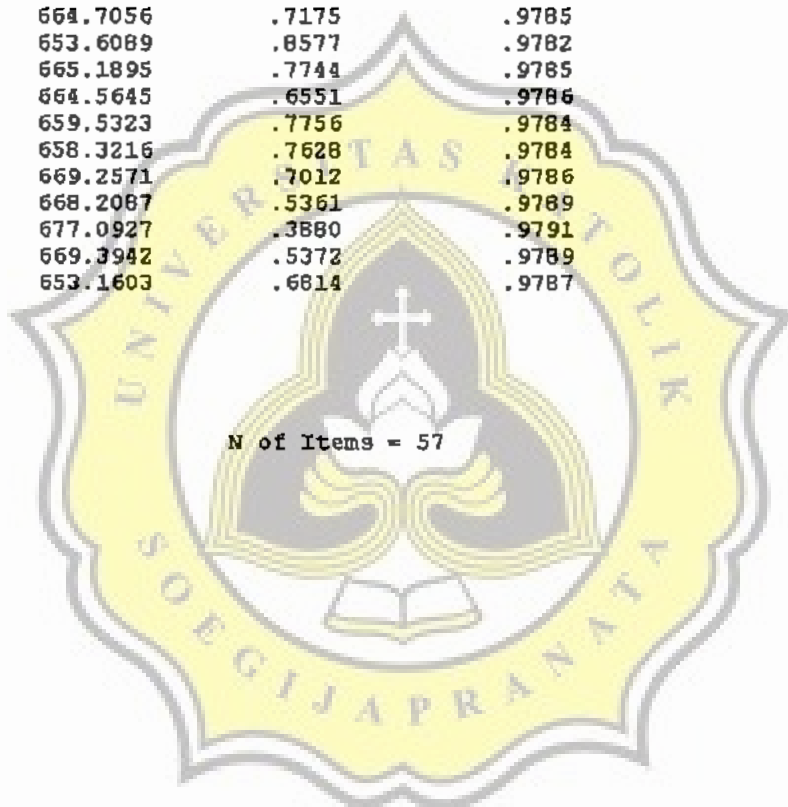 664.7056 .7175 .9785
653.6089 .8577 .9782
665.1895 .7744 .9785
664.5645 .6551 .9786
659.5323 .7756 .9784
658.3216 .7628 .9784
669.2571 .7012 .9786
668.2087 .5361 .9789
677.0927 .3880 .9791
669.3942 .5372 .9789
653.1603 .6814 .9787
N of Items = 57
UNIVERSITAS KATOLIK
SOEGIJAPRANATA